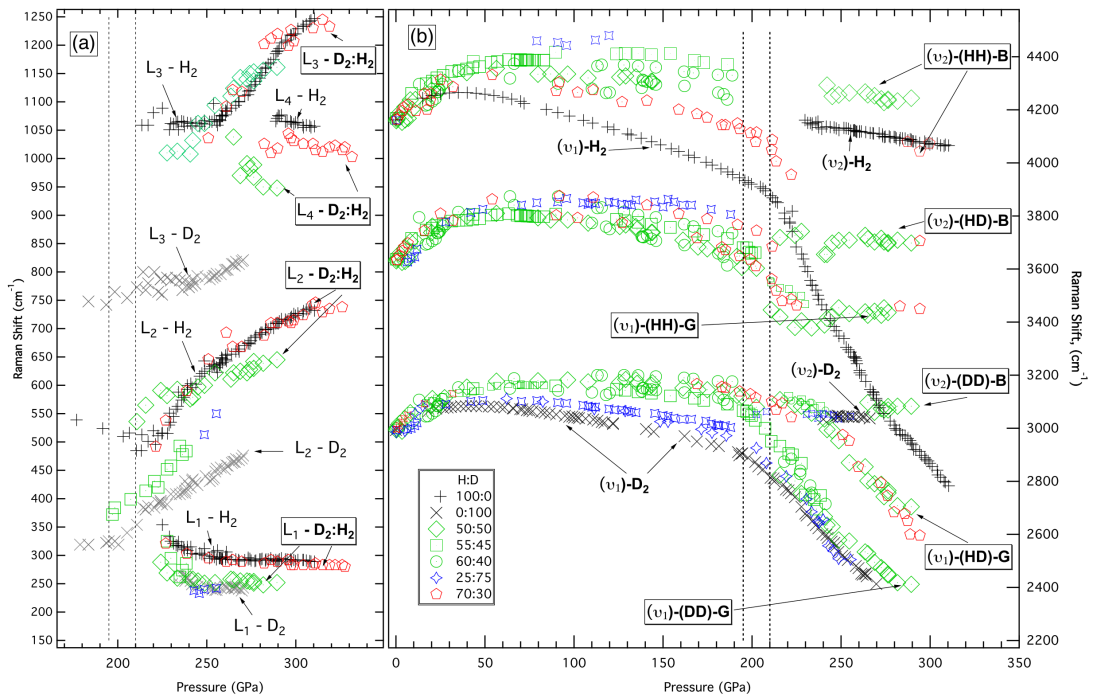 (a)
1250
1200
1150
1100
1050
1000
950
900
850
800
750
700
650
600
550
500
450
400
350
300
250
200
150
Raman Shift (cm⁻¹)
200
250
300
Pressure (GPa)
L₃ - H₂
L₃ - D₂:H₂
L₄ - H₂
L₄ - D₂:H₂
L₃ - D₂
L₂ - D₂:H₂
L₂ - H₂
L₂ - D₂
L₁ - H₂
L₁ - D₂:H₂
L₁ - D₂
(b)
(υ₂)-(HH)-B
(υ₁)-H₂
(υ₂)-H₂
(υ₂)-(HD)-B
(υ₁)-(HH)-G
(υ₂)-D₂
(υ₂)-(DD)-B
(υ₁)-D₂
(υ₁)-(HD)-G
(υ₁)-(DD)-G
H:D
100:0
0:100
50:50
55:45
60:40
25:75
70:30
4400
4200
4000
3800
3600
3400
3200
3000
2800
2600
2400
2200
Raman Shift, (cm⁻¹)
0
50
100
150
200
250
300
350
Pressure (GPa)